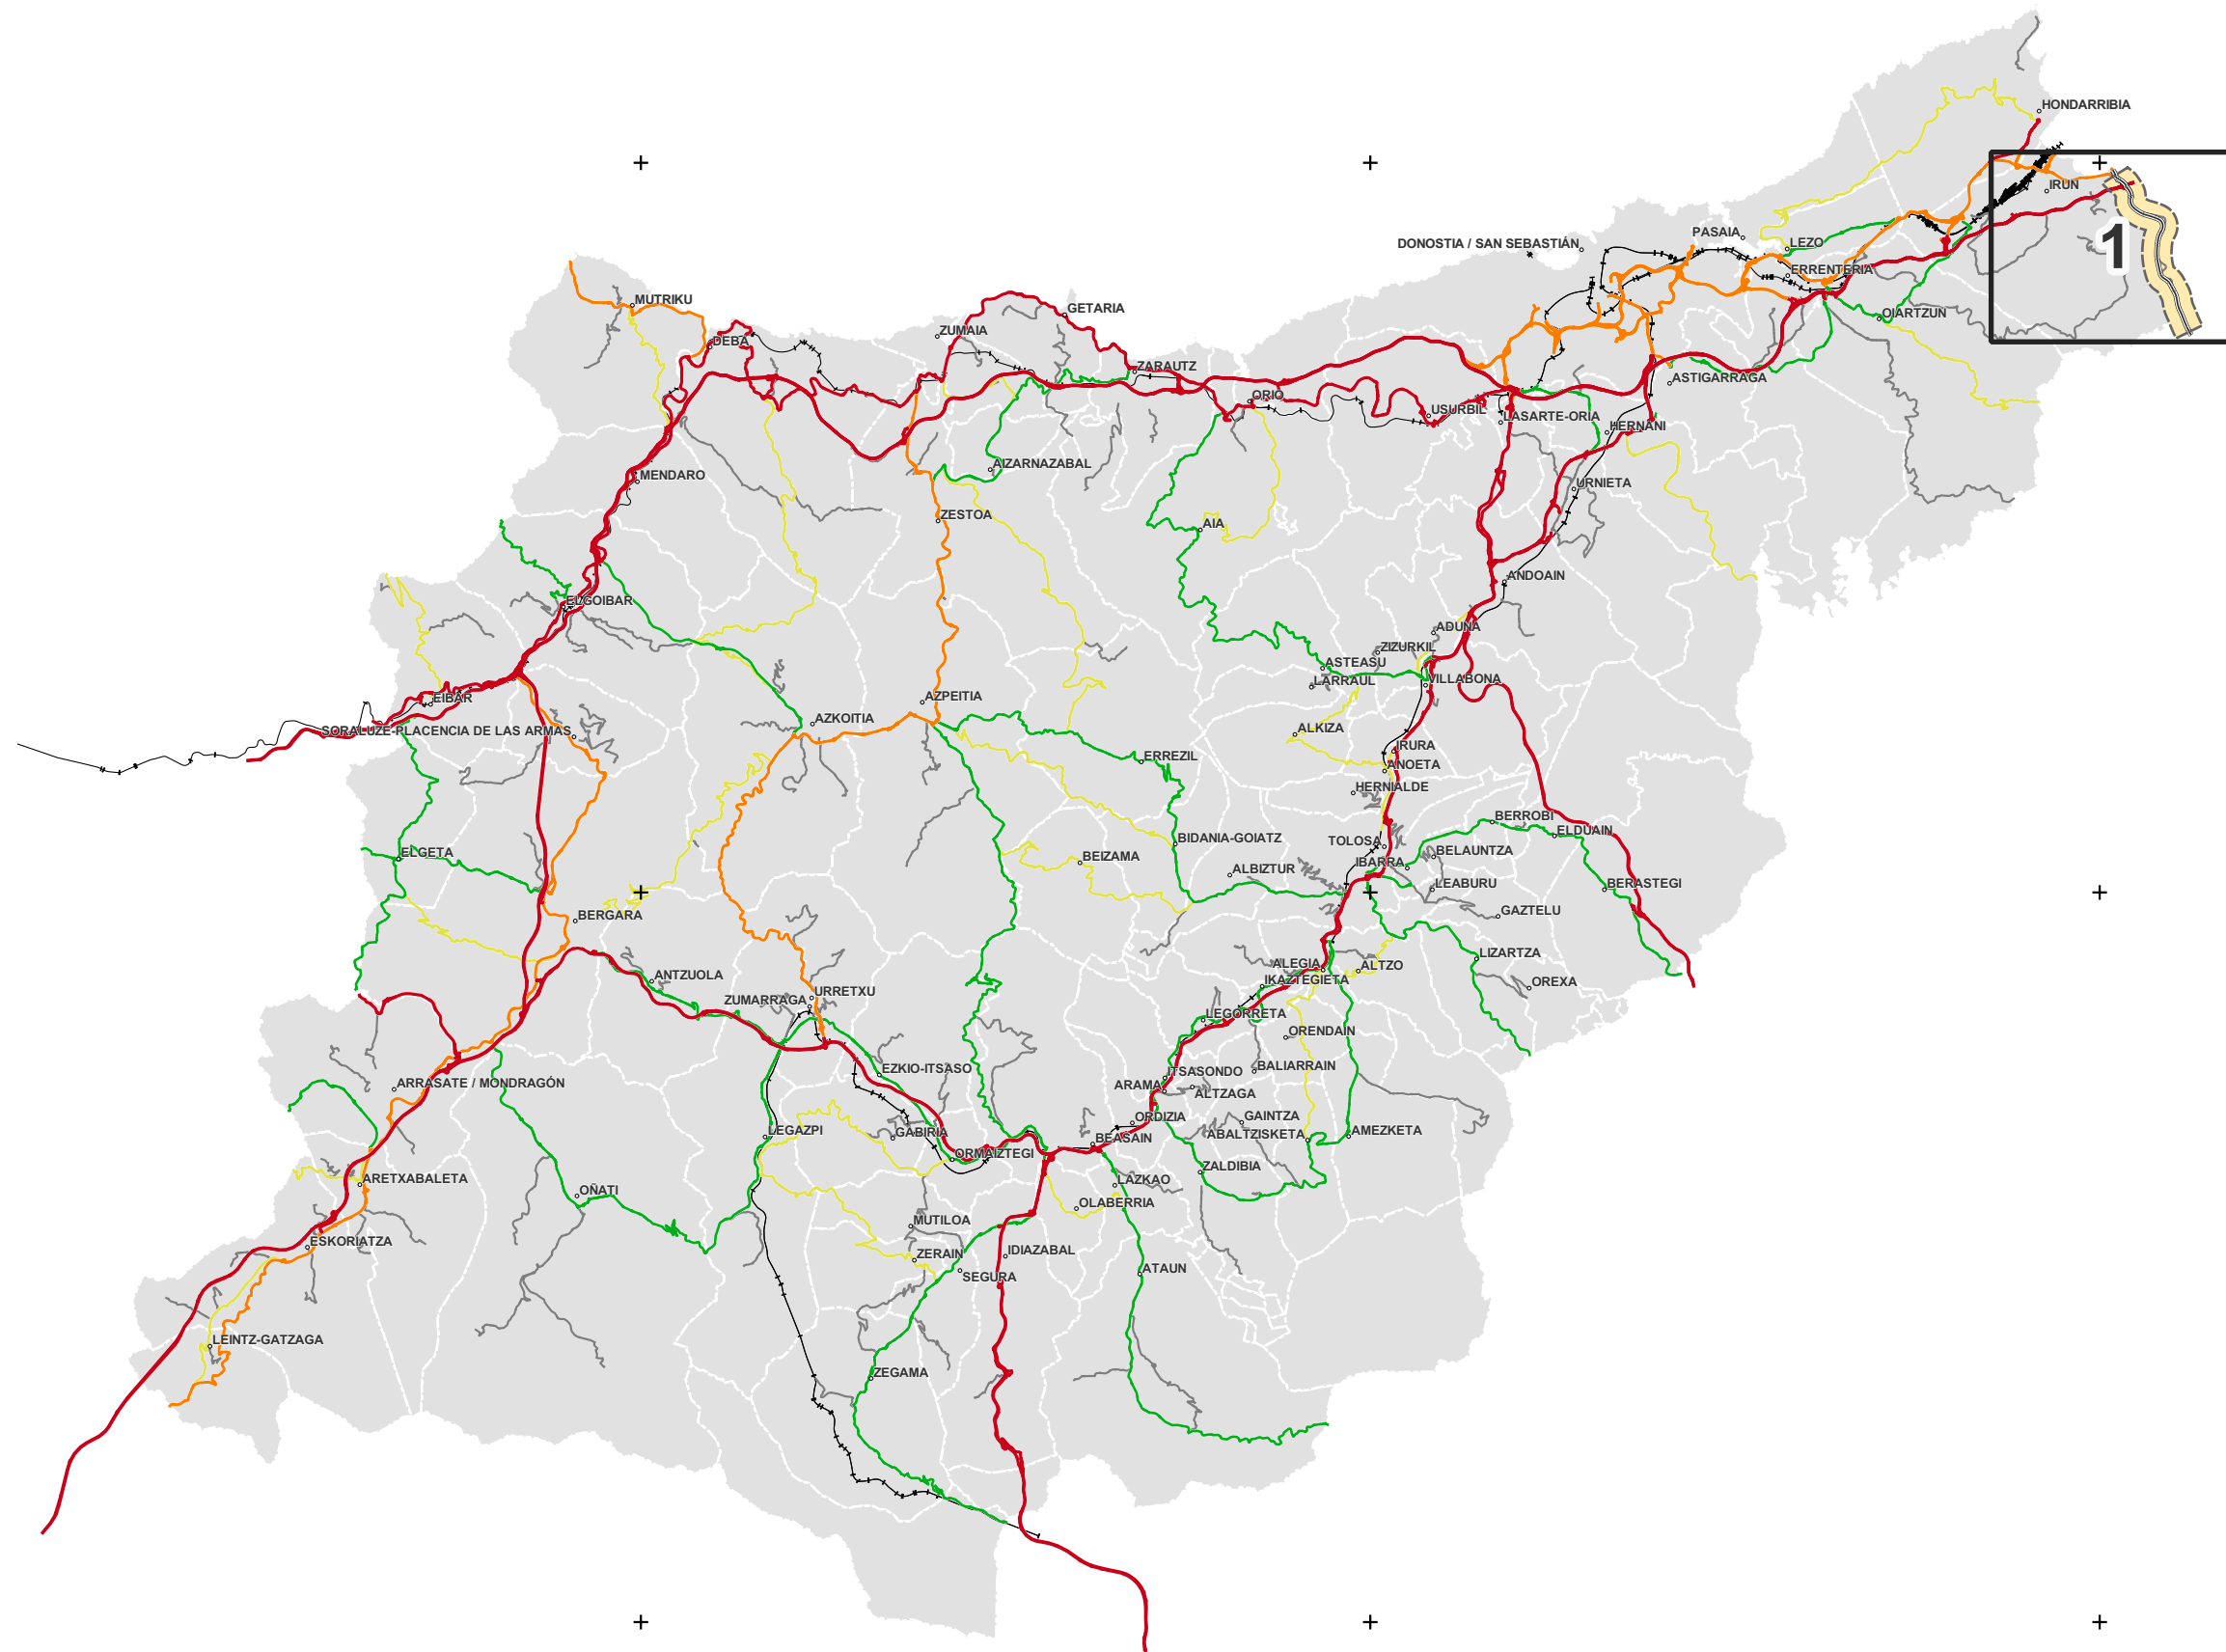 HONDARRIBIA
IRUN
1
PASAIA
DONOSTIA / SAN SEBASTIÁN
LEZO
ERRENTERIA
OIARTZUN
MUTRIKU
GETARIA
ZUMAIA
DEBA
ZARAUTZ
ASTIGARRAGA
ORIO
USURBIL
LASARTE-ORIA
HERNANI
AIZARNAZABAL
MENDARO
URNIETA
ZESTOA
AIA
ANDOAIN
ELGOIBAR
ADUNA
ZIZURKIL
ASTEASU
LARRAUL
VILLABONA
EIBAR
AZPEITIA
AZKOITIA
SORALUZE-PLACENCIA DE LAS ARMAS
ALKIZA
IRURA
ERREZIL
ANOETA
HERNIALDE
BERROBI
ELDUAIN
BIDANIA-GOIATZ
TOLOSA
BELAUNTZA
ELGETA
BEIZAMA
IBARRA
ALBIZTUR
LEABURU
BERASTEGI
GAZTELU
BERGARA
LIZARTZA
ALEGIA
ALTZO
ANTZUOLA
IKAZTEGIETA
OREXA
URRETXU
ZUMARRAGA
LEGORRETA
ORENDAIN
EZKIO-ITSASO
ITSASONDO
BALIARRAIN
ARRASATE / MONDRAGÓN
ARAMA
ALTZAGA
ORDIZIA
GAINTZA
LEGAZPI
GABIRIA
BEASAIN
ABALTZISKETA
AMEZKETA
ORMAIZTEGI
ZALDIBIA
ARETXABALETA
LAZKAO
OÑATI
OLABERRIA
MUTILOA
ESKORIATZA
ZERAIN
IDIAZABAL
SEGURA
ATAUN
LEINTZ-GATZAGA
ZEGAMA